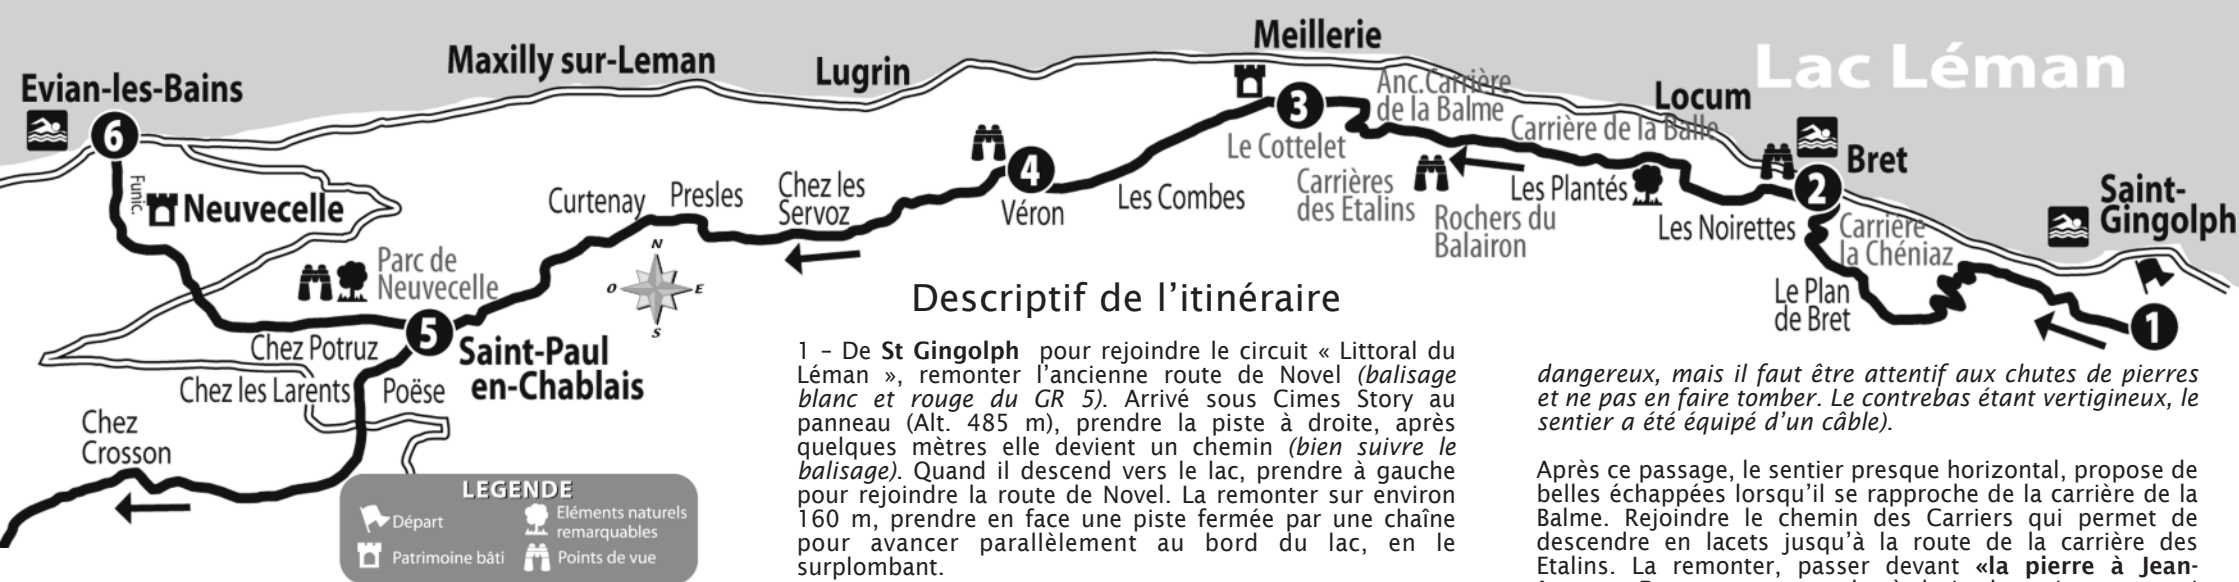 Lac Léman
Evian-les-Bains
6
Funic.
Neuvecelle
Maxilly sur-Leman
Lugrin
Meillerie
3
Anc.Carrière
de la Balme
Le Cottelet
Carrière de la Balle
Locum
2
Bret
Saint-
Gingolph
1
Carrière
la Chéniaz
Le Plan
de Bret
Les Noirettes
Les Plantés
Rochers du
Balairon
Carrières
des Etalins
Les Combes
4
Véron
Chez les
Servoz
Presles
Curtenay
N
O
E
S
Parc de
Neuvecelle
5
Saint-Paul
en-Chablais
Chez Potruz
Chez les Larents
Poëse
Chez
Crosson
LEGENDE
Départ
Eléments naturels
remarquables
Patrimoine bâti
Points de vue
Descriptif de l’itinéraire
1 – De St Gingolph pour rejoindre le circuit « Littoral du
Léman », remonter l’ancienne route de Novel (balisage
blanc et rouge du GR 5). Arrivé sous Cimes Story au
panneau (Alt. 485 m), prendre la piste à droite, après
quelques mètres elle devient un chemin (bien suivre le
balisage). Quand il descend vers le lac, prendre à gauche
pour rejoindre la route de Novel. La remonter sur environ
160 m, prendre en face une piste fermée par une chaîne
pour avancer parallèlement au bord du lac, en le
surplombant.
dangereux, mais il faut être attentif aux chutes de pierres
et ne pas en faire tomber. Le contrebas étant vertigineux, le
sentier a été équipé d’un câble).
Après ce passage, le sentier presque horizontal, propose de
belles échappées lorsqu’il se rapproche de la carrière de la
Balme. Rejoindre le chemin des Carriers qui permet de
descendre en lacets jusqu’à la route de la carrière des
Etalins. La remonter, passer devant «la pierre à Jean-